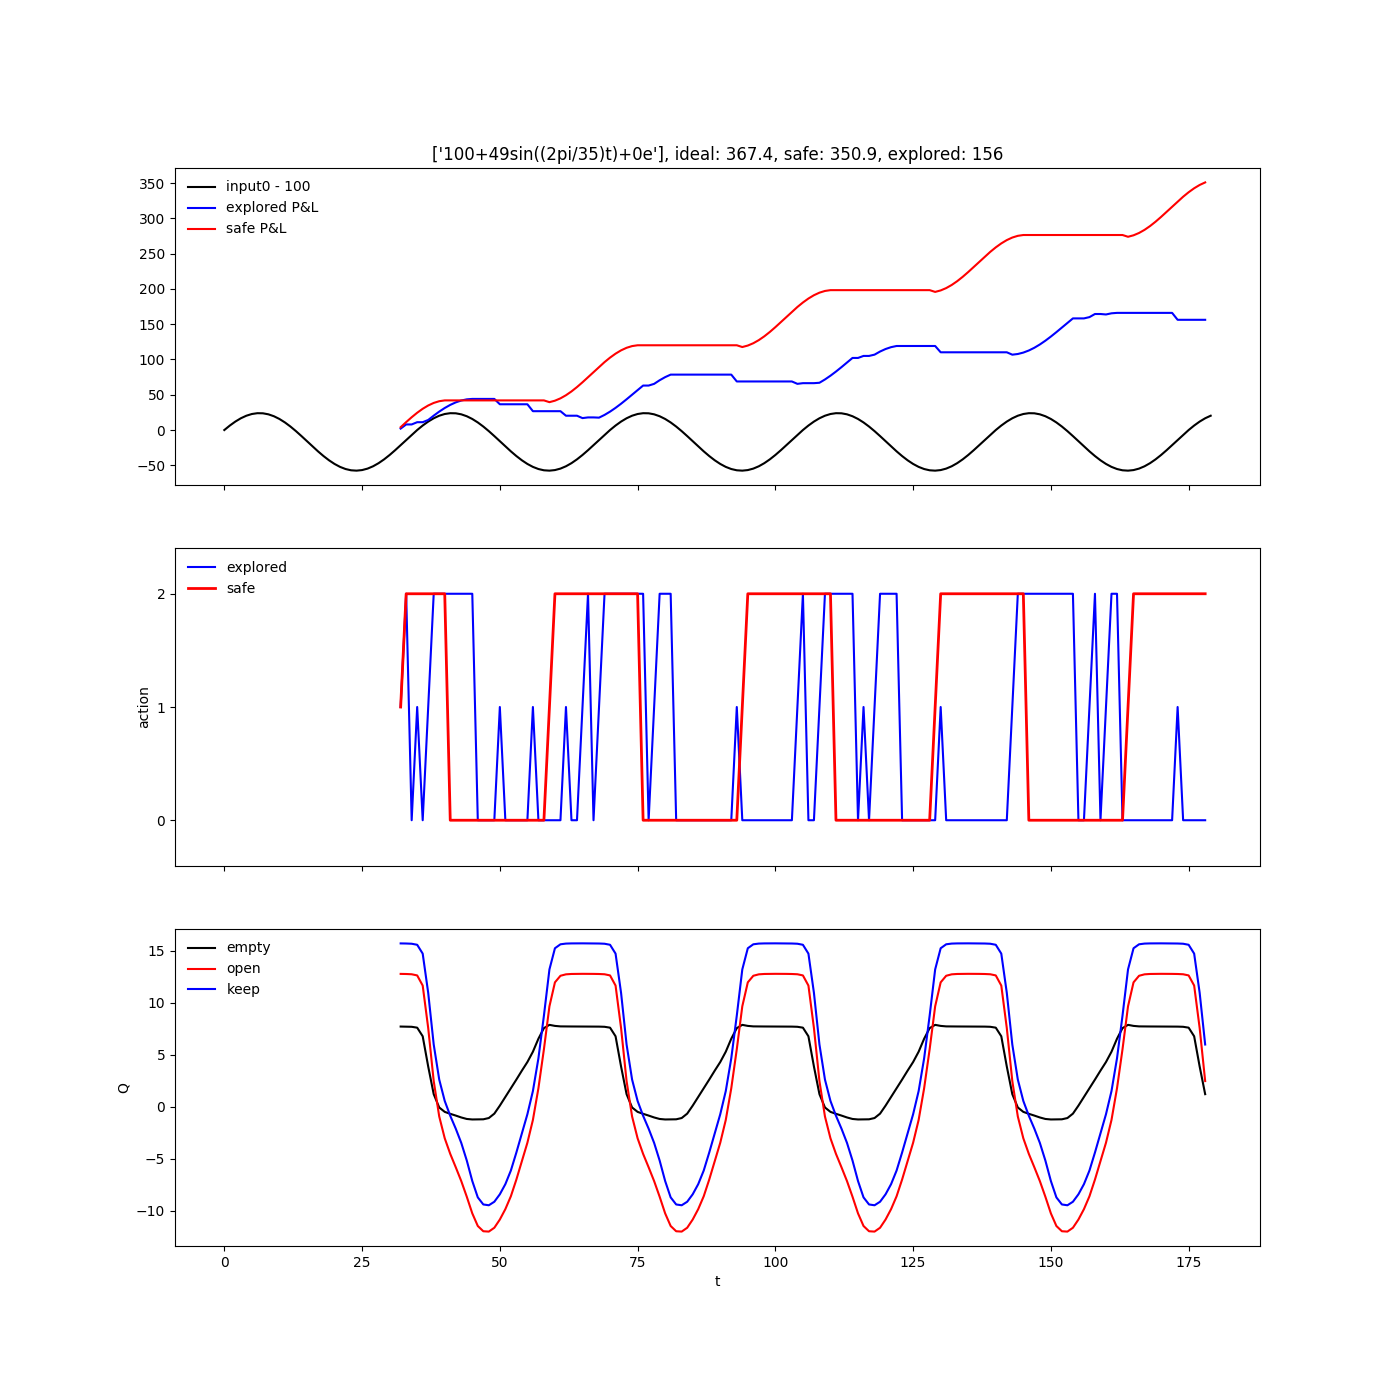 ['100+49sin((2pi/35)t)+0e'], ideal: 367.4, safe: 350.9, explored: 156
350
300
250
200
150
100
50
0
−50
input0 - 100
explored P&L
safe P&L
action
2
1
0
explored
safe
Q
15
10
5
0
−5
−10
empty
open
keep
0 25 50 75 100 125 150 175
t